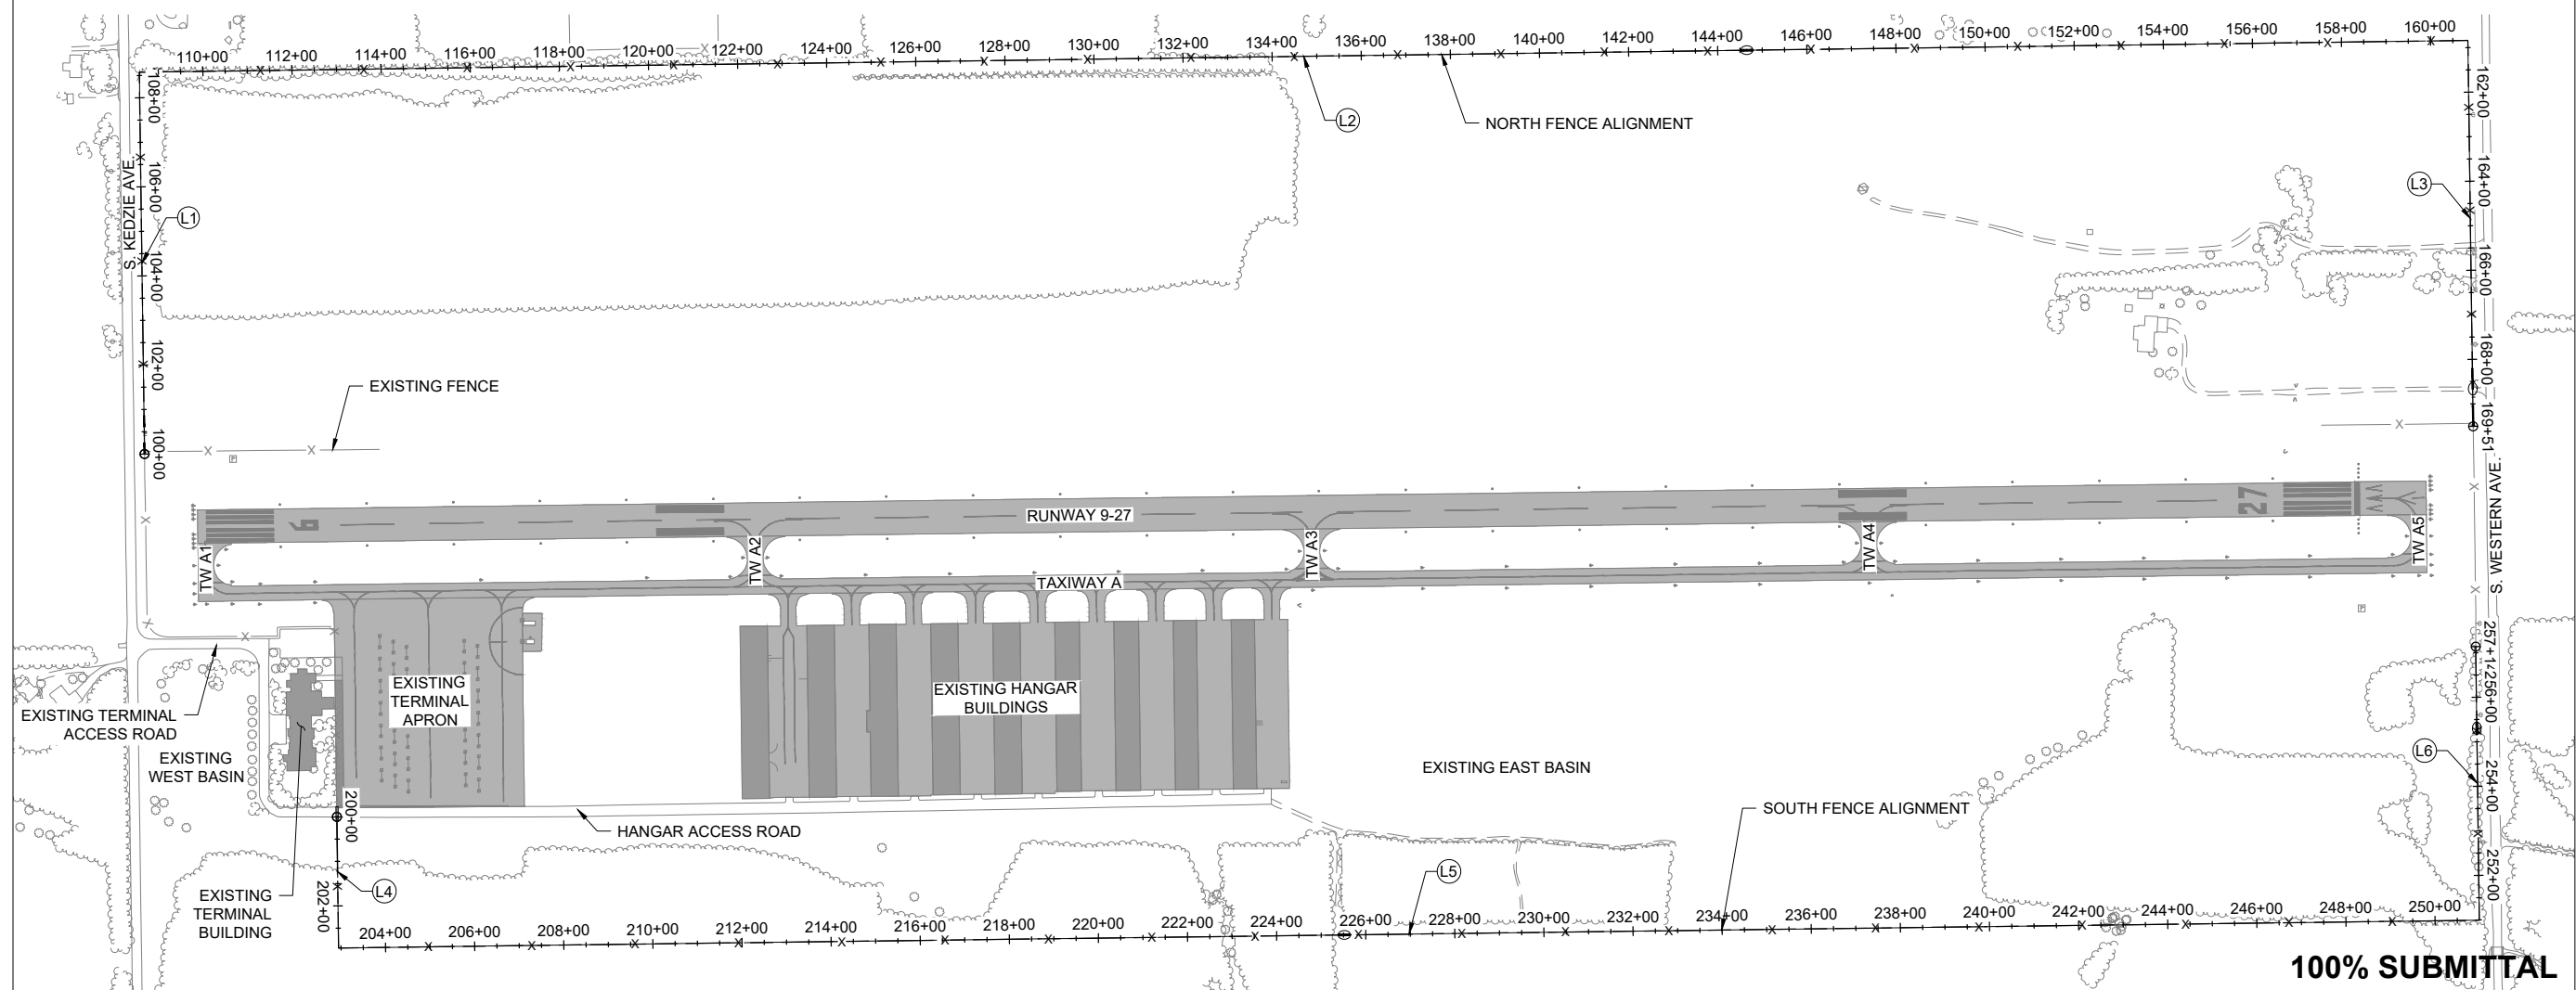 110+00 112+00 114+00 116+00 118+00 120+00 122+00 124+00 126+00 128+00 130+00 132+00 134+00 136+00 138+00 140+00 142+00 144+00 146+00 148+00 150+00 152+00 154+00 156+00 158+00 160+00
108+00
106+00
104+00
102+00
100+00
S. KEDZIE AVE.
L1
L2
NORTH FENCE ALIGNMENT
L3
162+00
164+00
166+00
168+00
169+51
S. WESTERN AVE.
EXISTING FENCE
P
9
RUNWAY 9-27
27
TW A1
TW A2
TW A3
TW A4
TW A5
TAXIWAY A
P
EXISTING
TERMINAL
APRON
EXISTING HANGAR
BUILDINGS
EXISTING TERMINAL
ACCESS ROAD
EXISTING
WEST BASIN
EXISTING EAST BASIN
257+14
256+00
254+00
252+00
L6
200+00
202+00
HANGAR ACCESS ROAD
SOUTH FENCE ALIGNMENT
L4
L5
EXISTING
TERMINAL
BUILDING
204+00 206+00 208+00 210+00 212+00 214+00 216+00 218+00 220+00 222+00 224+00 226+00 228+00 230+00 232+00 234+00 236+00 238+00 240+00 242+00 244+00 246+00 248+00 250+00
100% SUBMITTAL